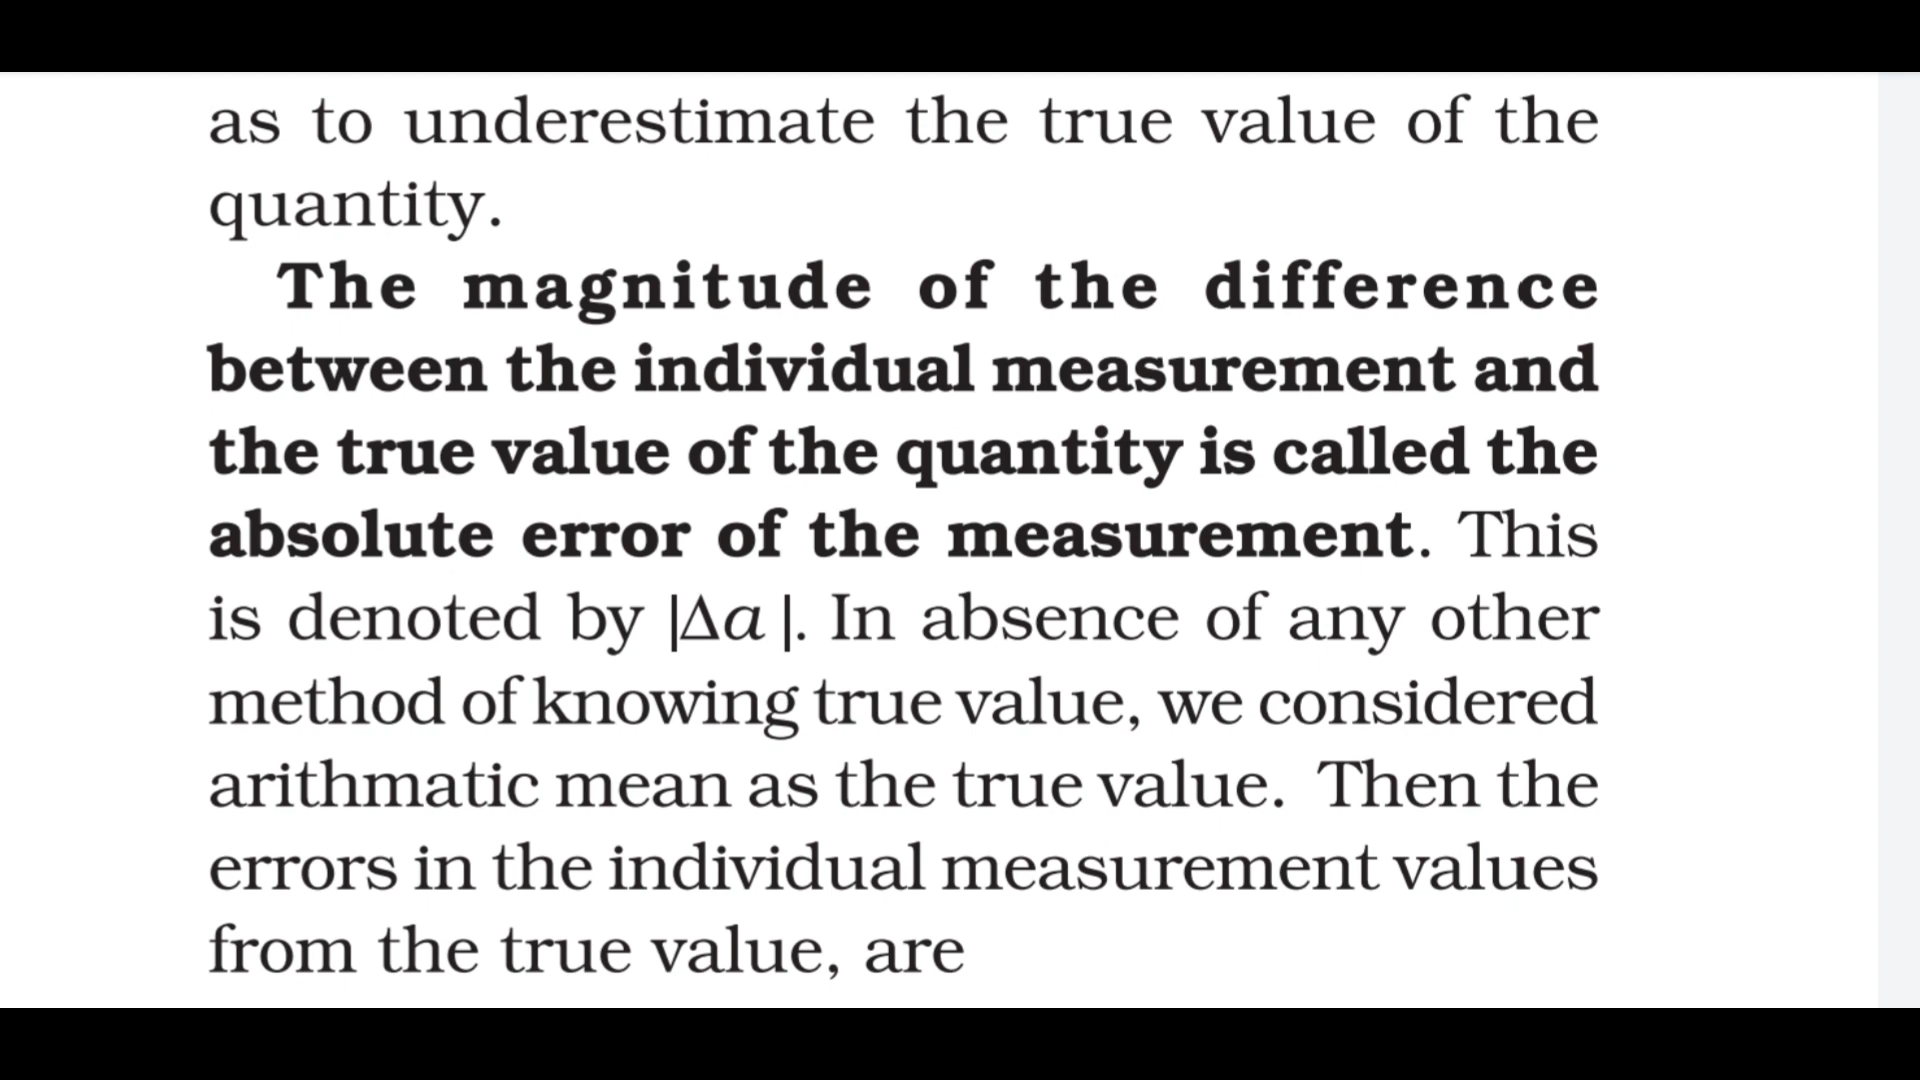 as to underestimate the true value of the
quantity.
The magnitude of the difference
between the individual measurement and
the true value of the quantity is called the
absolute error of the measurement. This
is denoted by |Δa |. In absence of any other
method of knowing true value, we considered
arithmatic mean as the true value. Then the
errors in the individual measurement values
from the true value, are